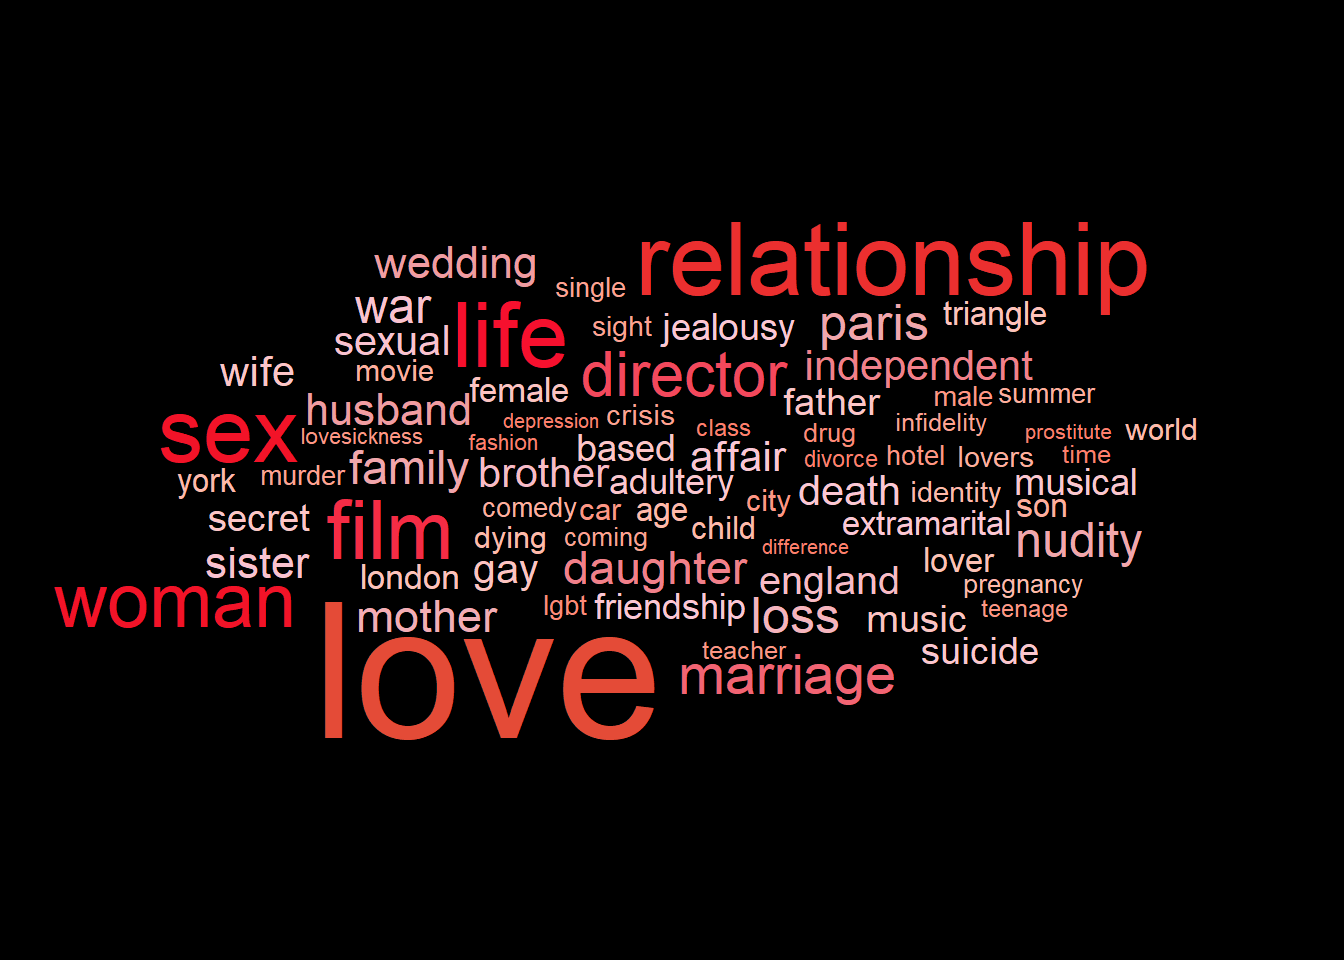 relationship
wedding
single
war
life
sight
jealousy
paris
triangle
sexual
wife
movie
female
director
independent
father
male
summer
sex
husband
depression
crisis
class
infidelity
lovesickness
fashion
based
affair
drug
prostitute
world
york
murder
family
brother
adultery
divorce
hotel
lovers
time
city
death
identity
musical
secret
film
comedy
car
age
child
extramarital
son
nudity
sister
dying
coming
difference
lover
woman
london
gay
daughter
england
pregnancy
love
mother
lgbt
friendship
loss
music
teenage
teacher
marriage
suicide